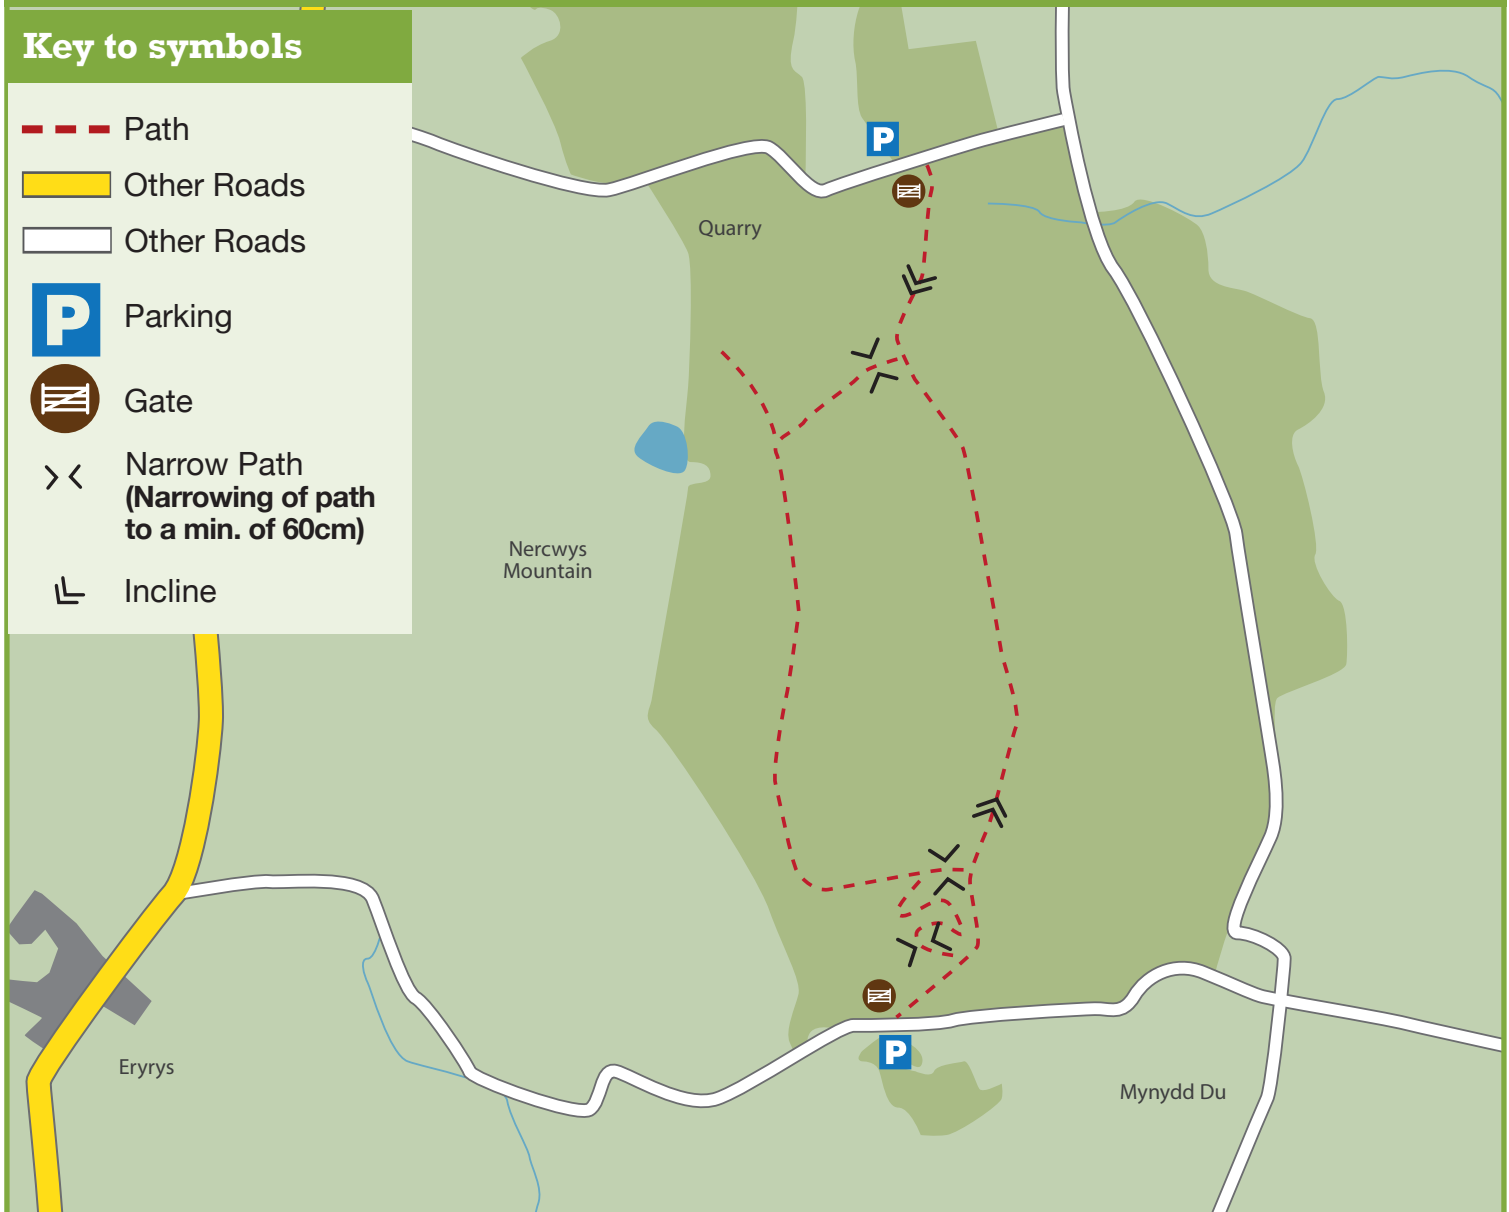 Key to symbols
Path
Other Roads
Other Roads
P
Parking
Gate
Narrow Path
(Narrowing of path
to a min. of 60cm)
Incline
P
Quarry
Nercwys
Mountain
Eryrys
P
Mynydd Du